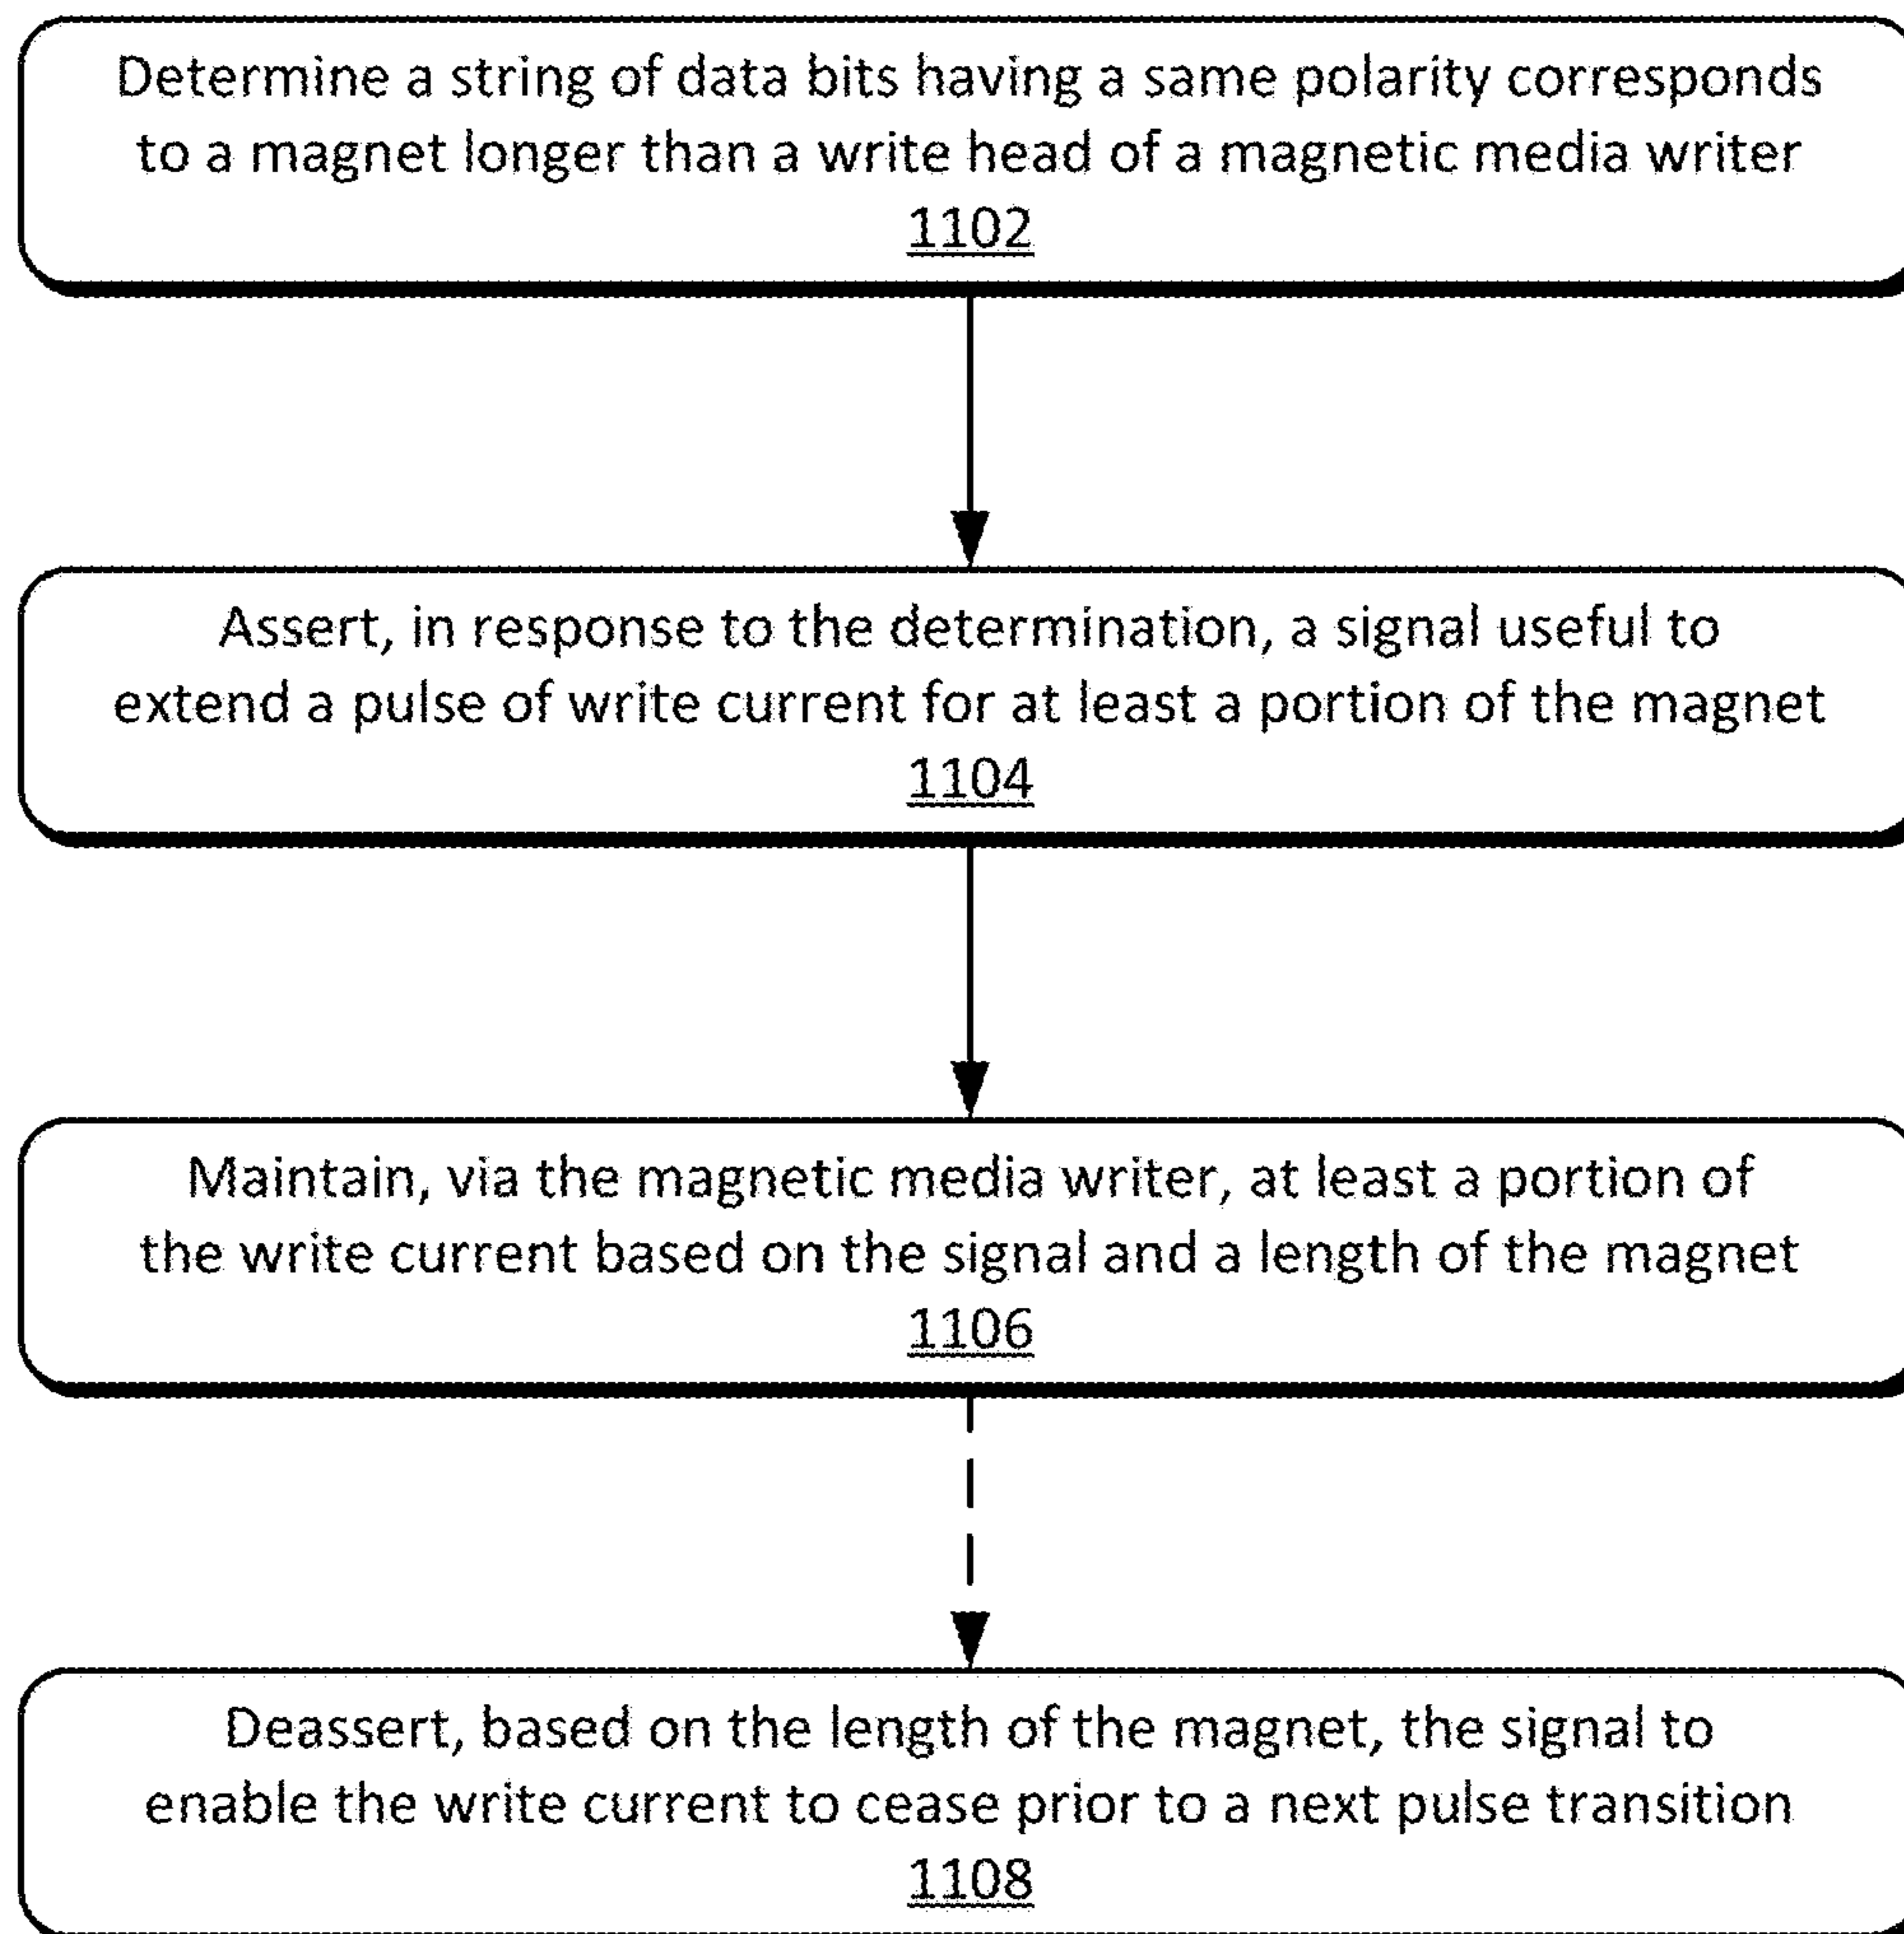 Determine a string of data bits having a same polarity corresponds
to a magnet longer than a write head of a magnetic media writer
1102
Assert, in response to the determination, a signal useful to
extend a pulse of write current for at least a portion of the magnet
1104
Maintain, via the magnetic media writer, at least a portion of
the write current based on the signal and a length of the magnet
1106
Deassert, based on the length of the magnet, the signal to
enable the write current to cease prior to a next pulse transition
1108